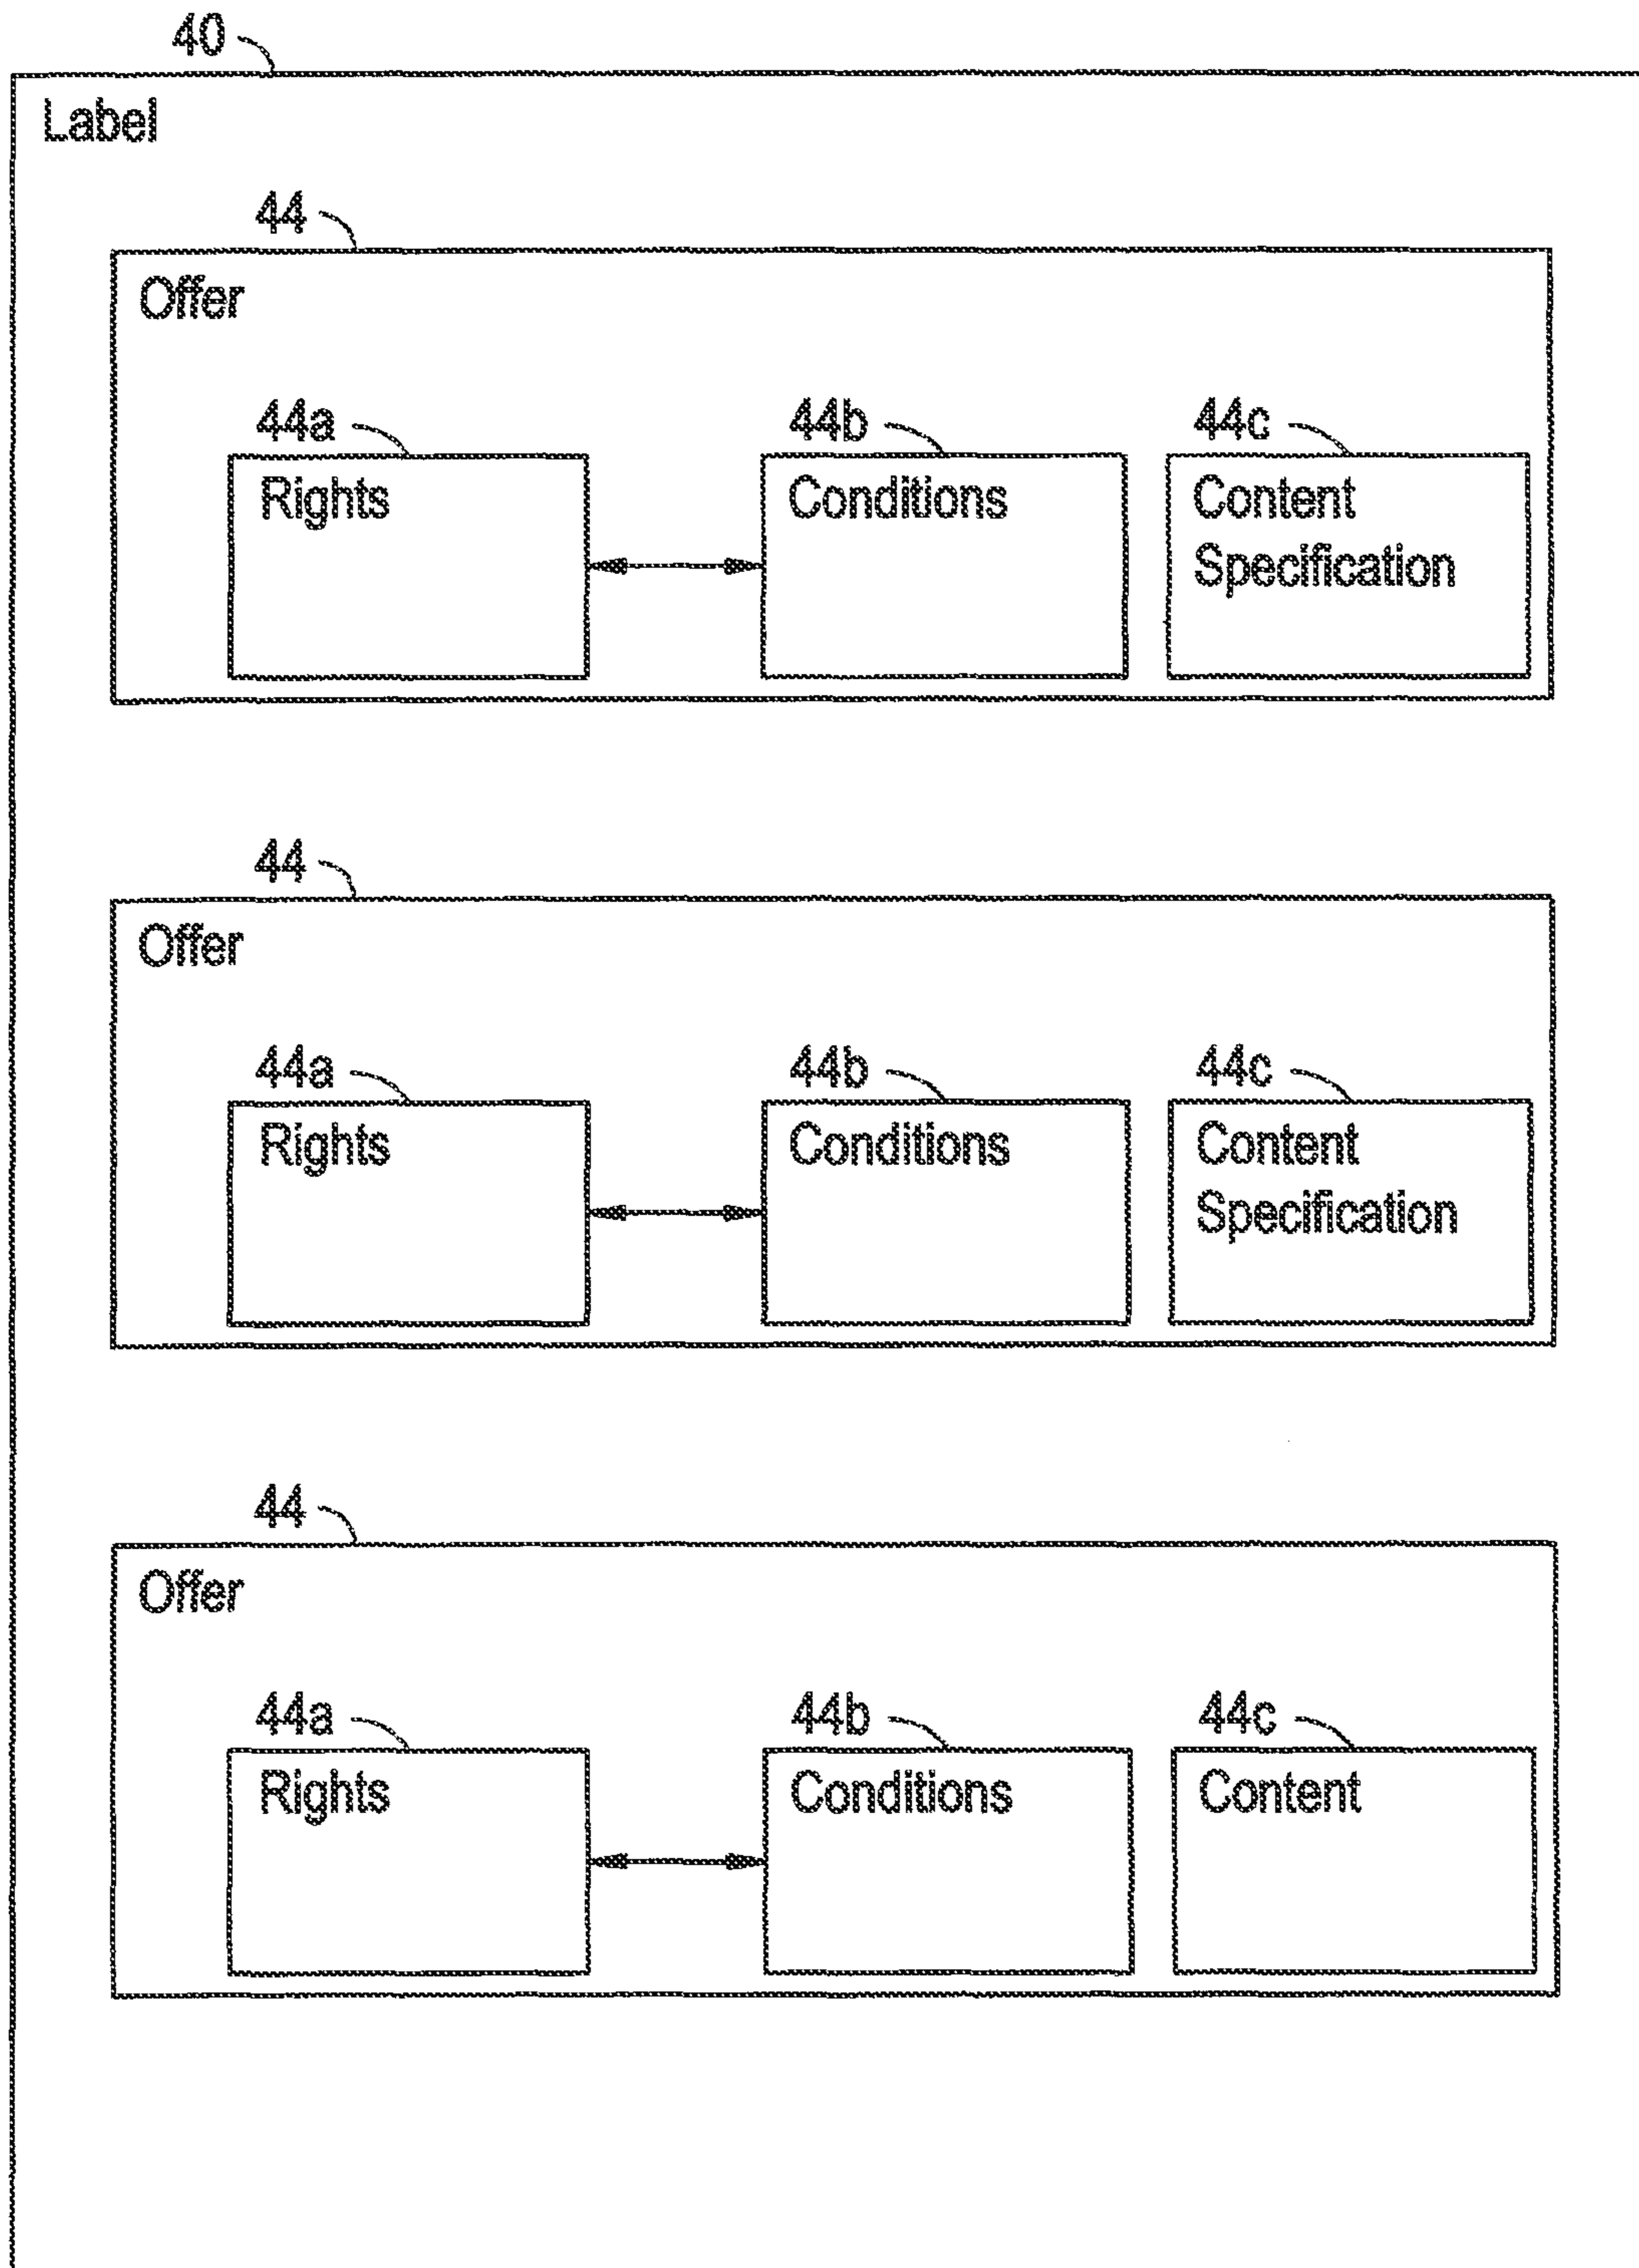 40
Label
44
Offer
44a 44b 44c
Rights Conditions Content
Specification
44
Offer
44a 44b 44c
Rights Conditions Content
Specification
44
Offer
44a 44b 44c
Rights Conditions Content